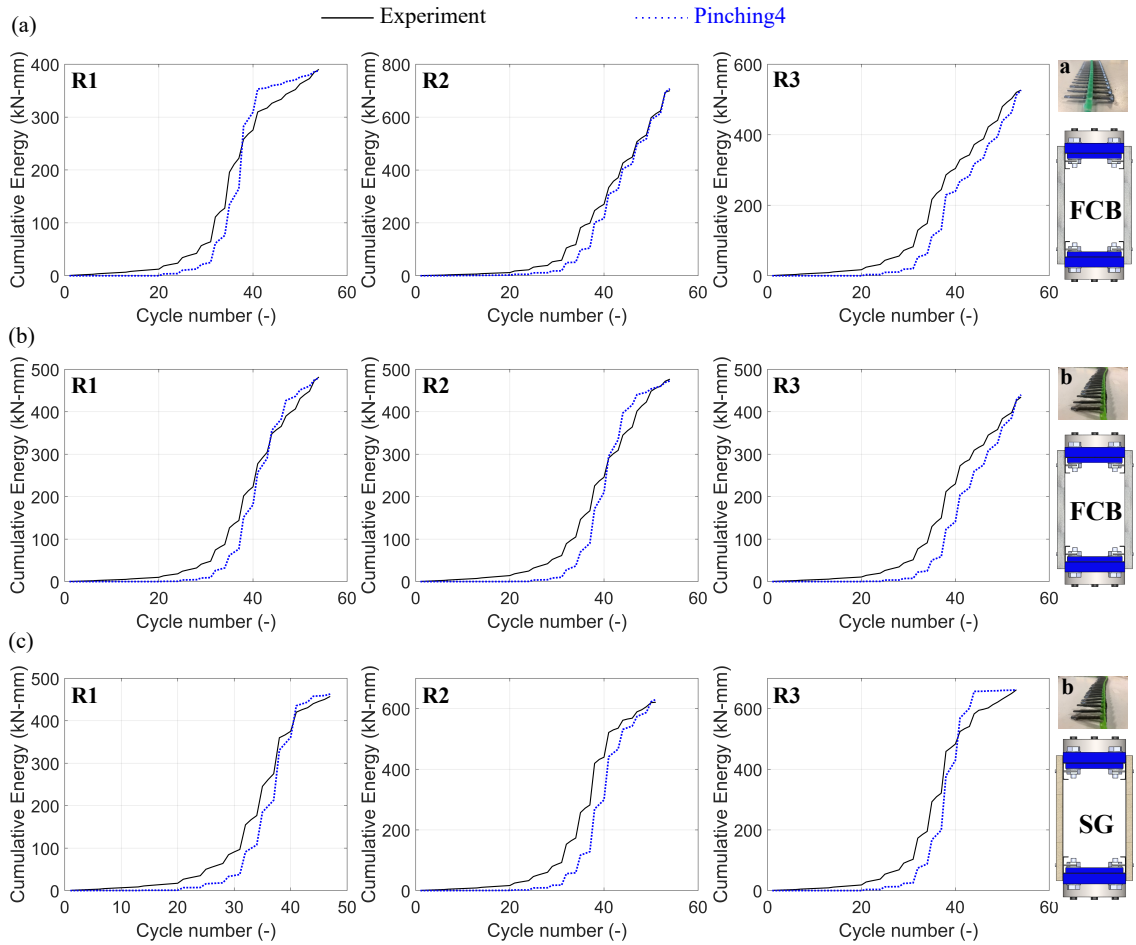 Experiment Pinching4
(a)
R1 R2 R3 a
Cumulative Energy (kN-mm) 400 300 200 100 0
Cumulative Energy (kN-mm) 800 600 400 200 0
Cumulative Energy (kN-mm) 600 400 200 0
FCB
0 20 40 60 0 20 40 60 0 20 40 60
Cycle number (-) Cycle number (-) Cycle number (-)
(b)
R1 R2 R3 b
Cumulative Energy (kN-mm) 500 400 300 200 100 0
Cumulative Energy (kN-mm) 500 400 300 200 100 0
Cumulative Energy (kN-mm) 500 400 300 200 100 0
FCB
0 20 40 60 0 20 40 60 0 20 40 60
Cycle number (-) Cycle number (-) Cycle number (-)
(c)
R1 R2 R3 b
Cumulative Energy (kN-mm) 500 400 300 200 100 0
Cumulative Energy (kN-mm) 600 400 200 0
Cumulative Energy (kN-mm) 600 400 200 0
SG
0 10 20 30 40 50 0 20 40 60 0 20 40 60
Cycle number (-) Cycle number (-) Cycle number (-)